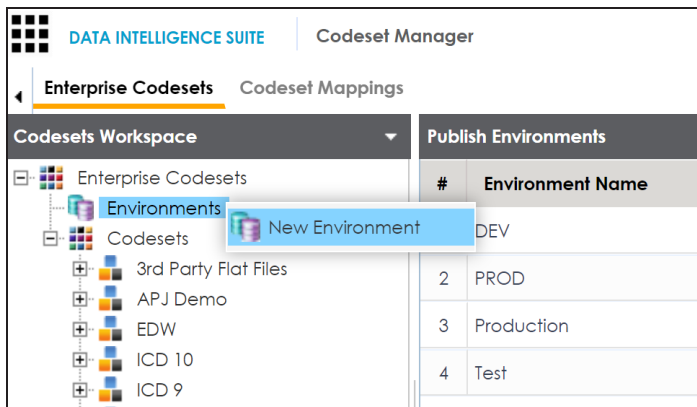 DATA INTELLIGENCE SUITE Codeset Manager
Enterprise Codesets Codeset Mappings
Codesets Workspace
Enterprise Codesets
Environments
New Environment
Codesets
3rd Party Flat Files
APJ Demo
EDW
ICD 10
ICD 9
Publish Environments
# Environment Name
DEV
2 PROD
3 Production
4 Test